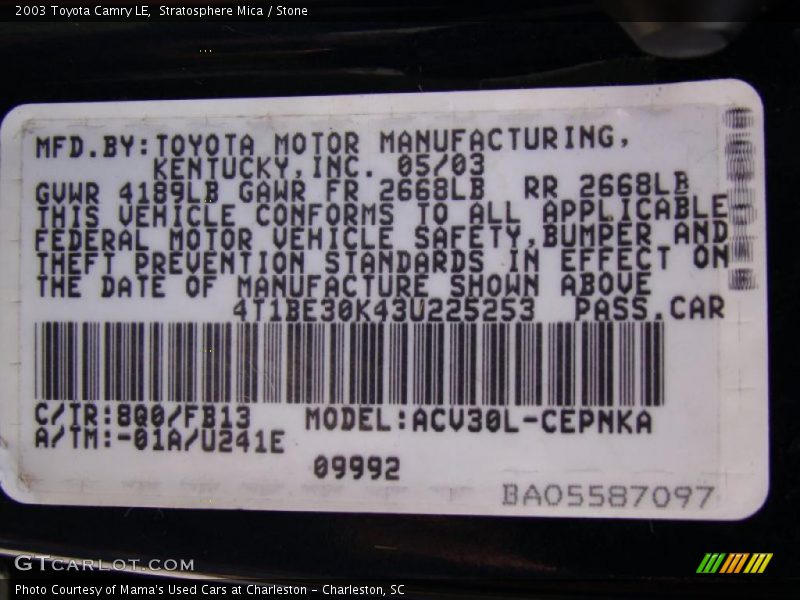 2003 Toyota Camry LE, Stratosphere Mica / Stone
MFD.BY:TOYOTA MOTOR MANUFACTURING,
KENTUCKY,INC. 05/03
GVWR 4189LB GAWR FR 2668LB RR 2668LB
THIS VEHICLE CONFORMS TO ALL APPLICABLE
FEDERAL MOTOR VEHICLE SAFETY,BUMPER AND
THEFT PREVENTION STANDARDS IN EFFECT ON
THE DATE OF MANUFACTURE SHOWN ABOVE
4T1BE30K43U225253 PASS.CAR
C/TR:8Q0/FB13 MODEL:ACV30L-CEPNKA
A/TM:-01A/U241E
09992
BA05587097
GTCARLOT.COM
Photo Courtesy of Mama's Used Cars at Charleston - Charleston, SC